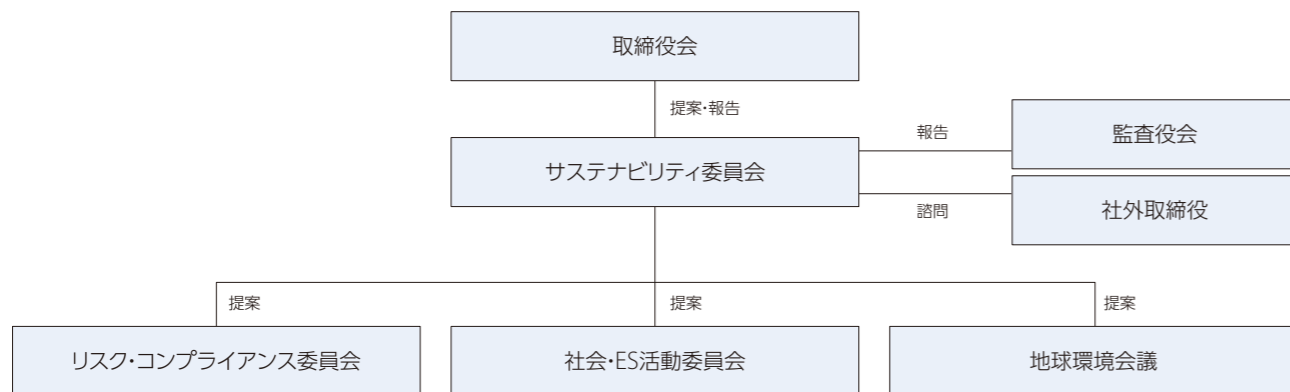 取締役会
提案・報告
報告
監査役会
サステナビリティ委員会
諮問
社外取締役
提案
提案
提案
リスク・コンプライアンス委員会
社会・ES活動委員会
地球環境会議